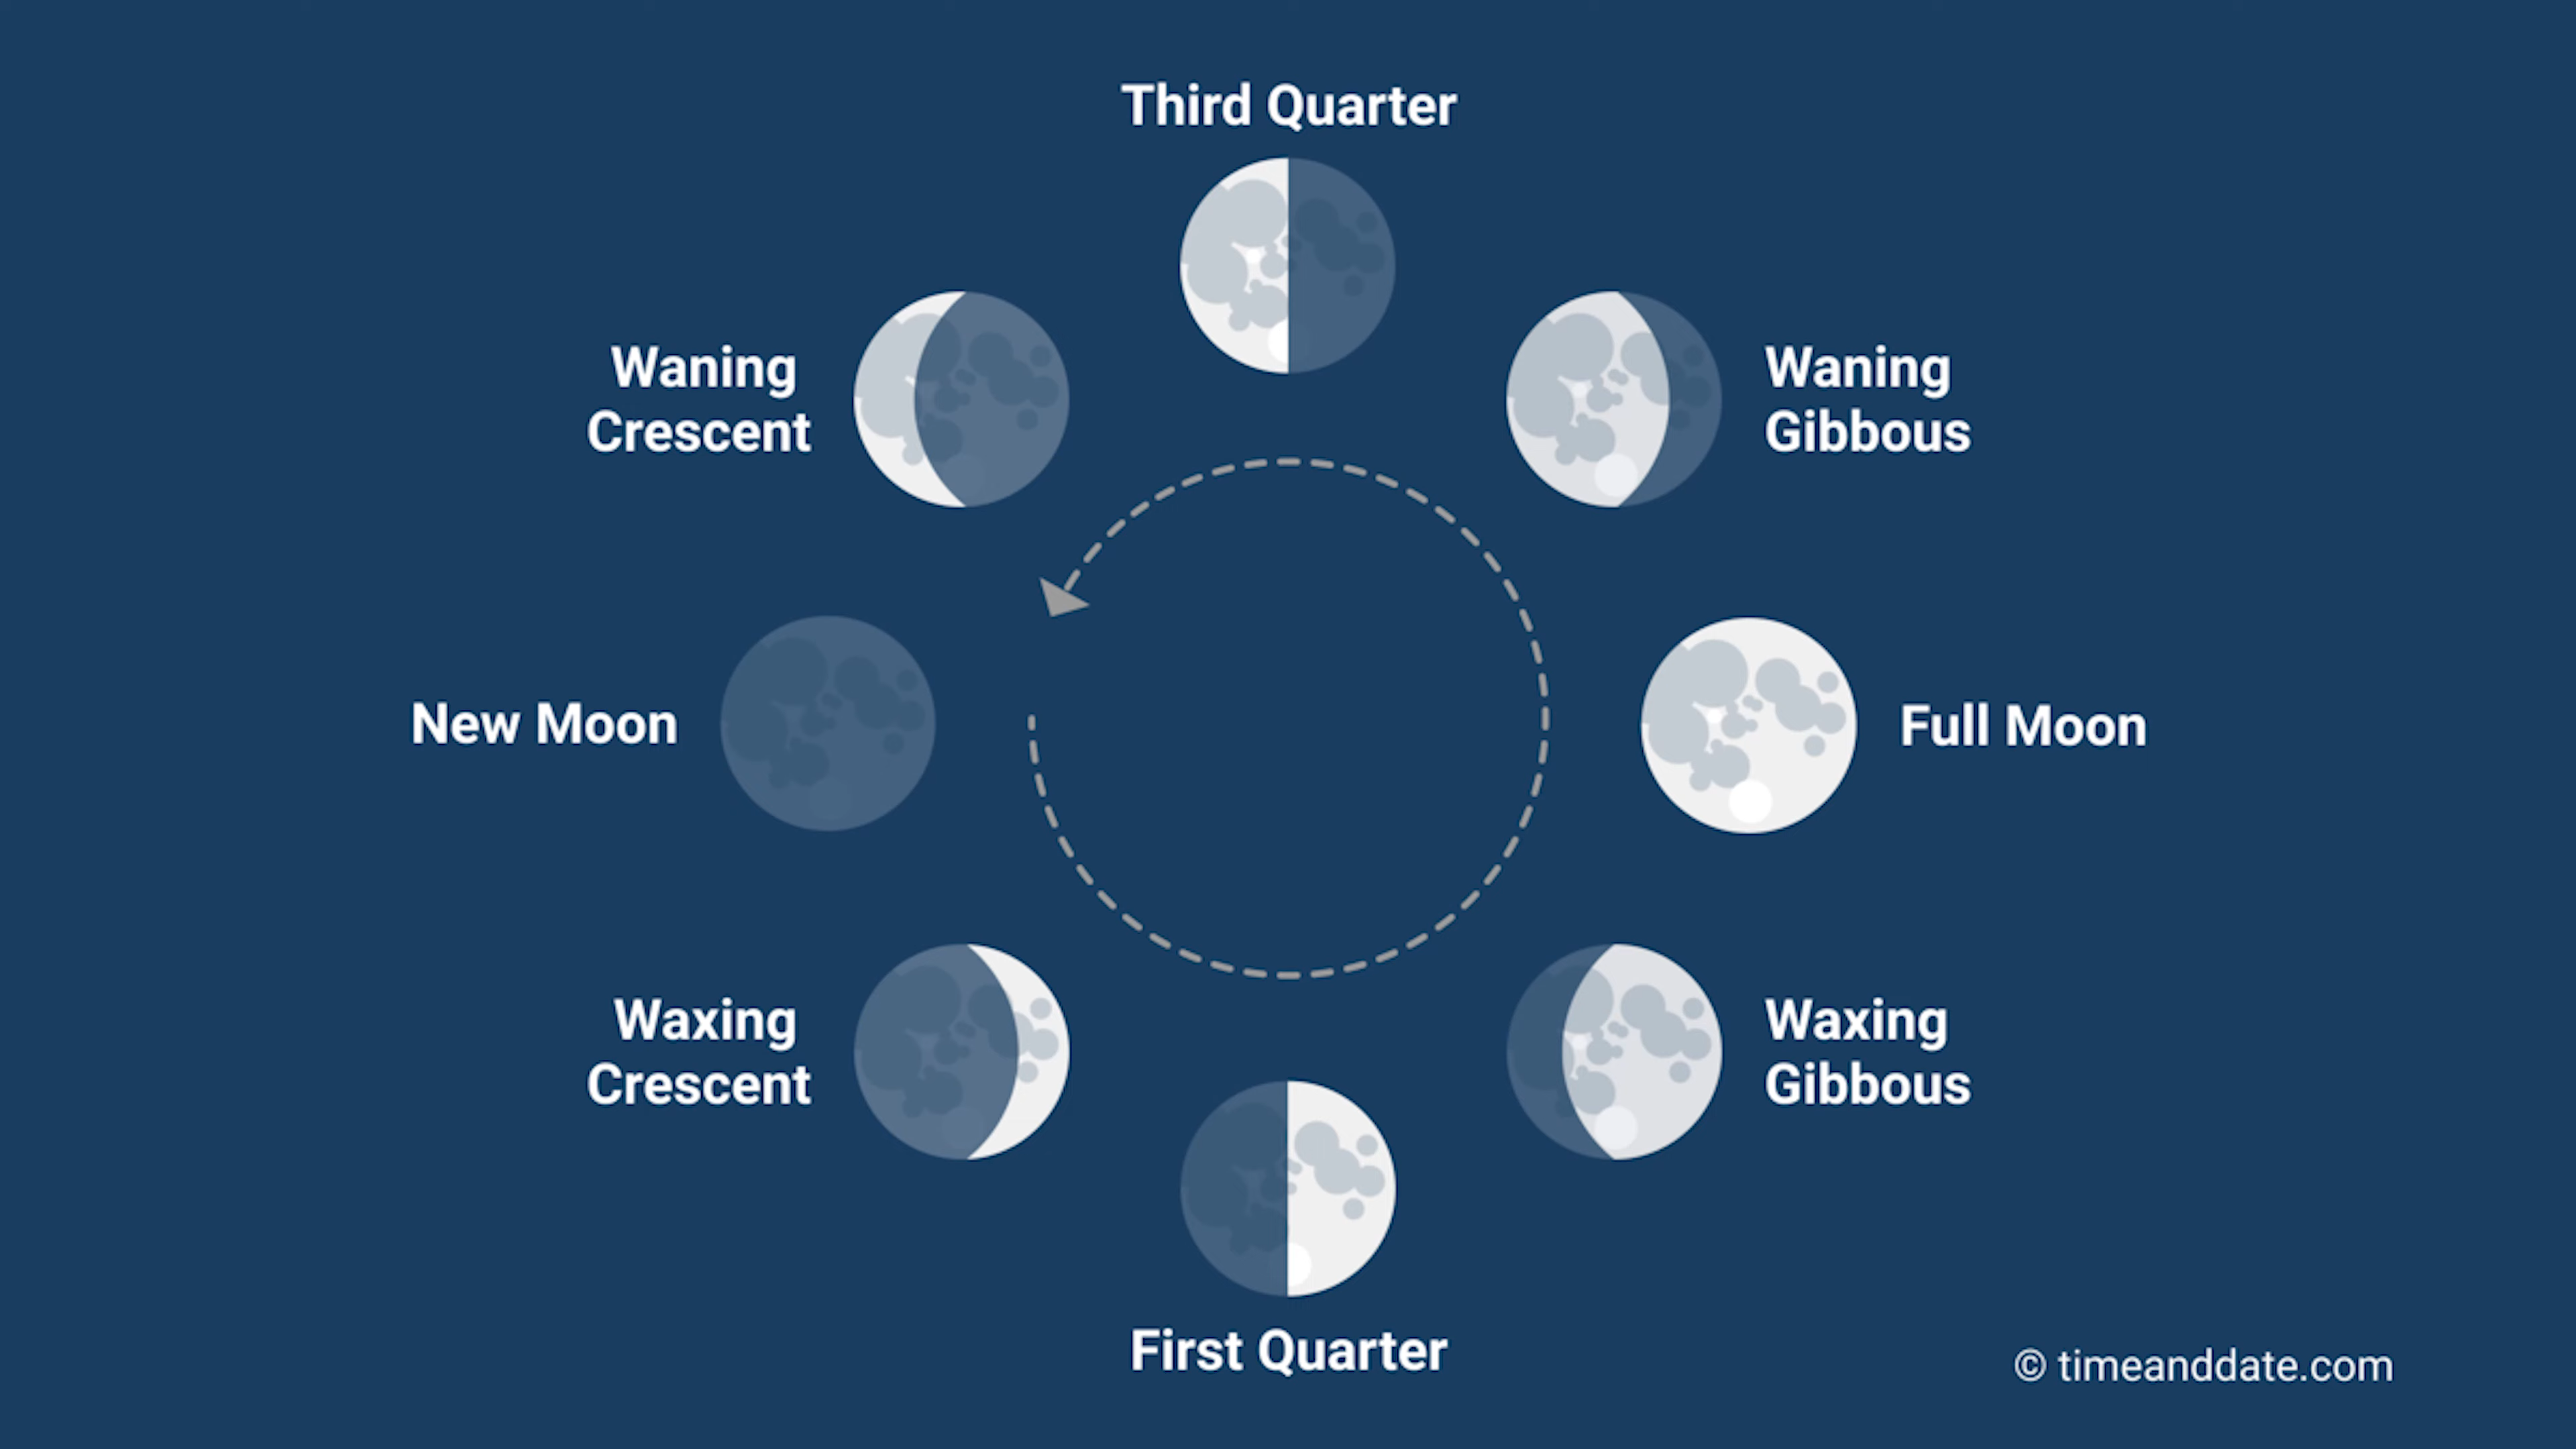 Third Quarter
Waning
Crescent
Waning
Gibbous
New Moon
Full Moon
Waxing
Crescent
Waxing
Gibbous
First Quarter
© timeanddate.com